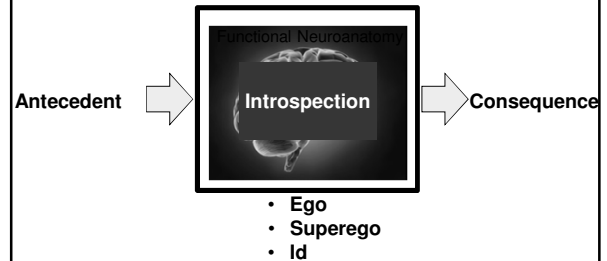 Functional Neuroanatomy
Antecedent
Introspection
Consequence
• Ego
• Superego
• Id